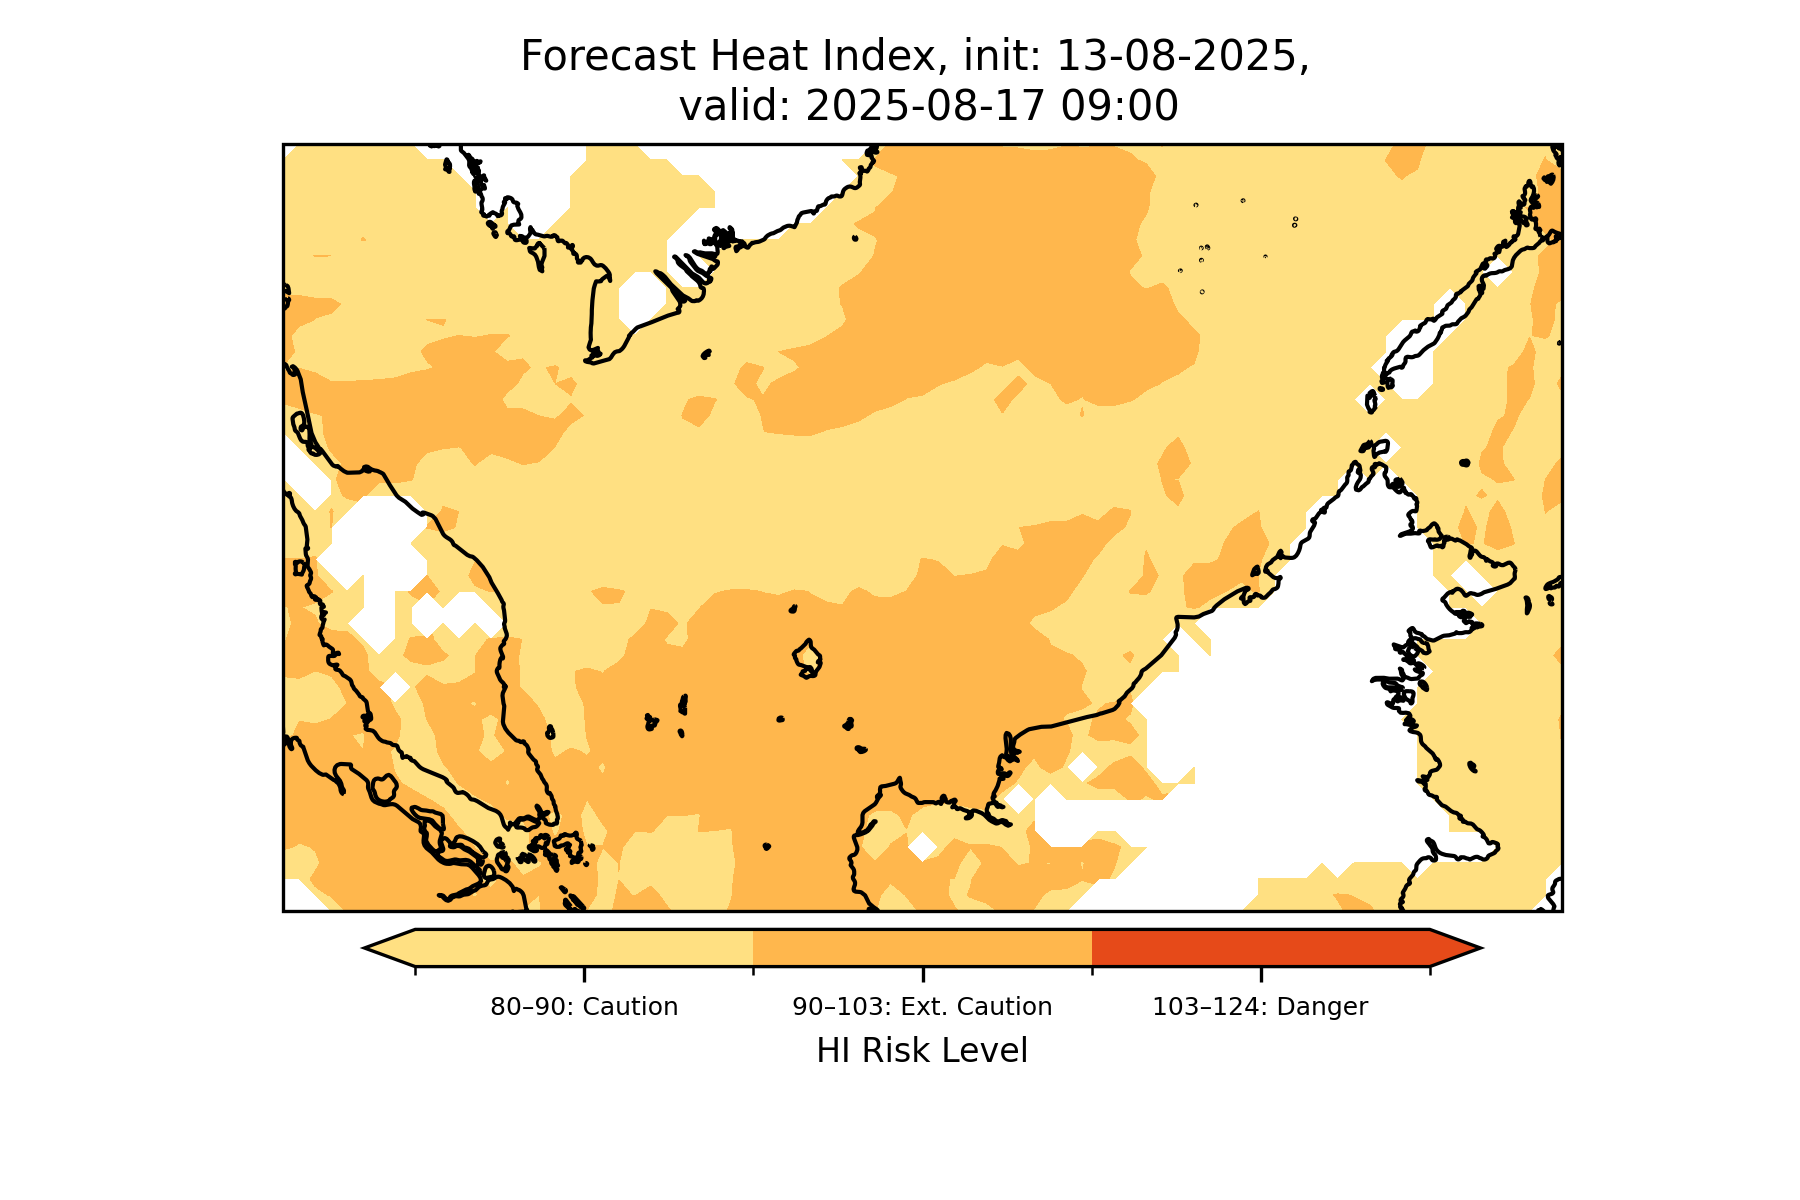 Forecast Heat Index, init: 13-08-2025,
valid: 2025-08-17 09:00
80–90: Caution
90–103: Ext. Caution
103–124: Danger
HI Risk Level